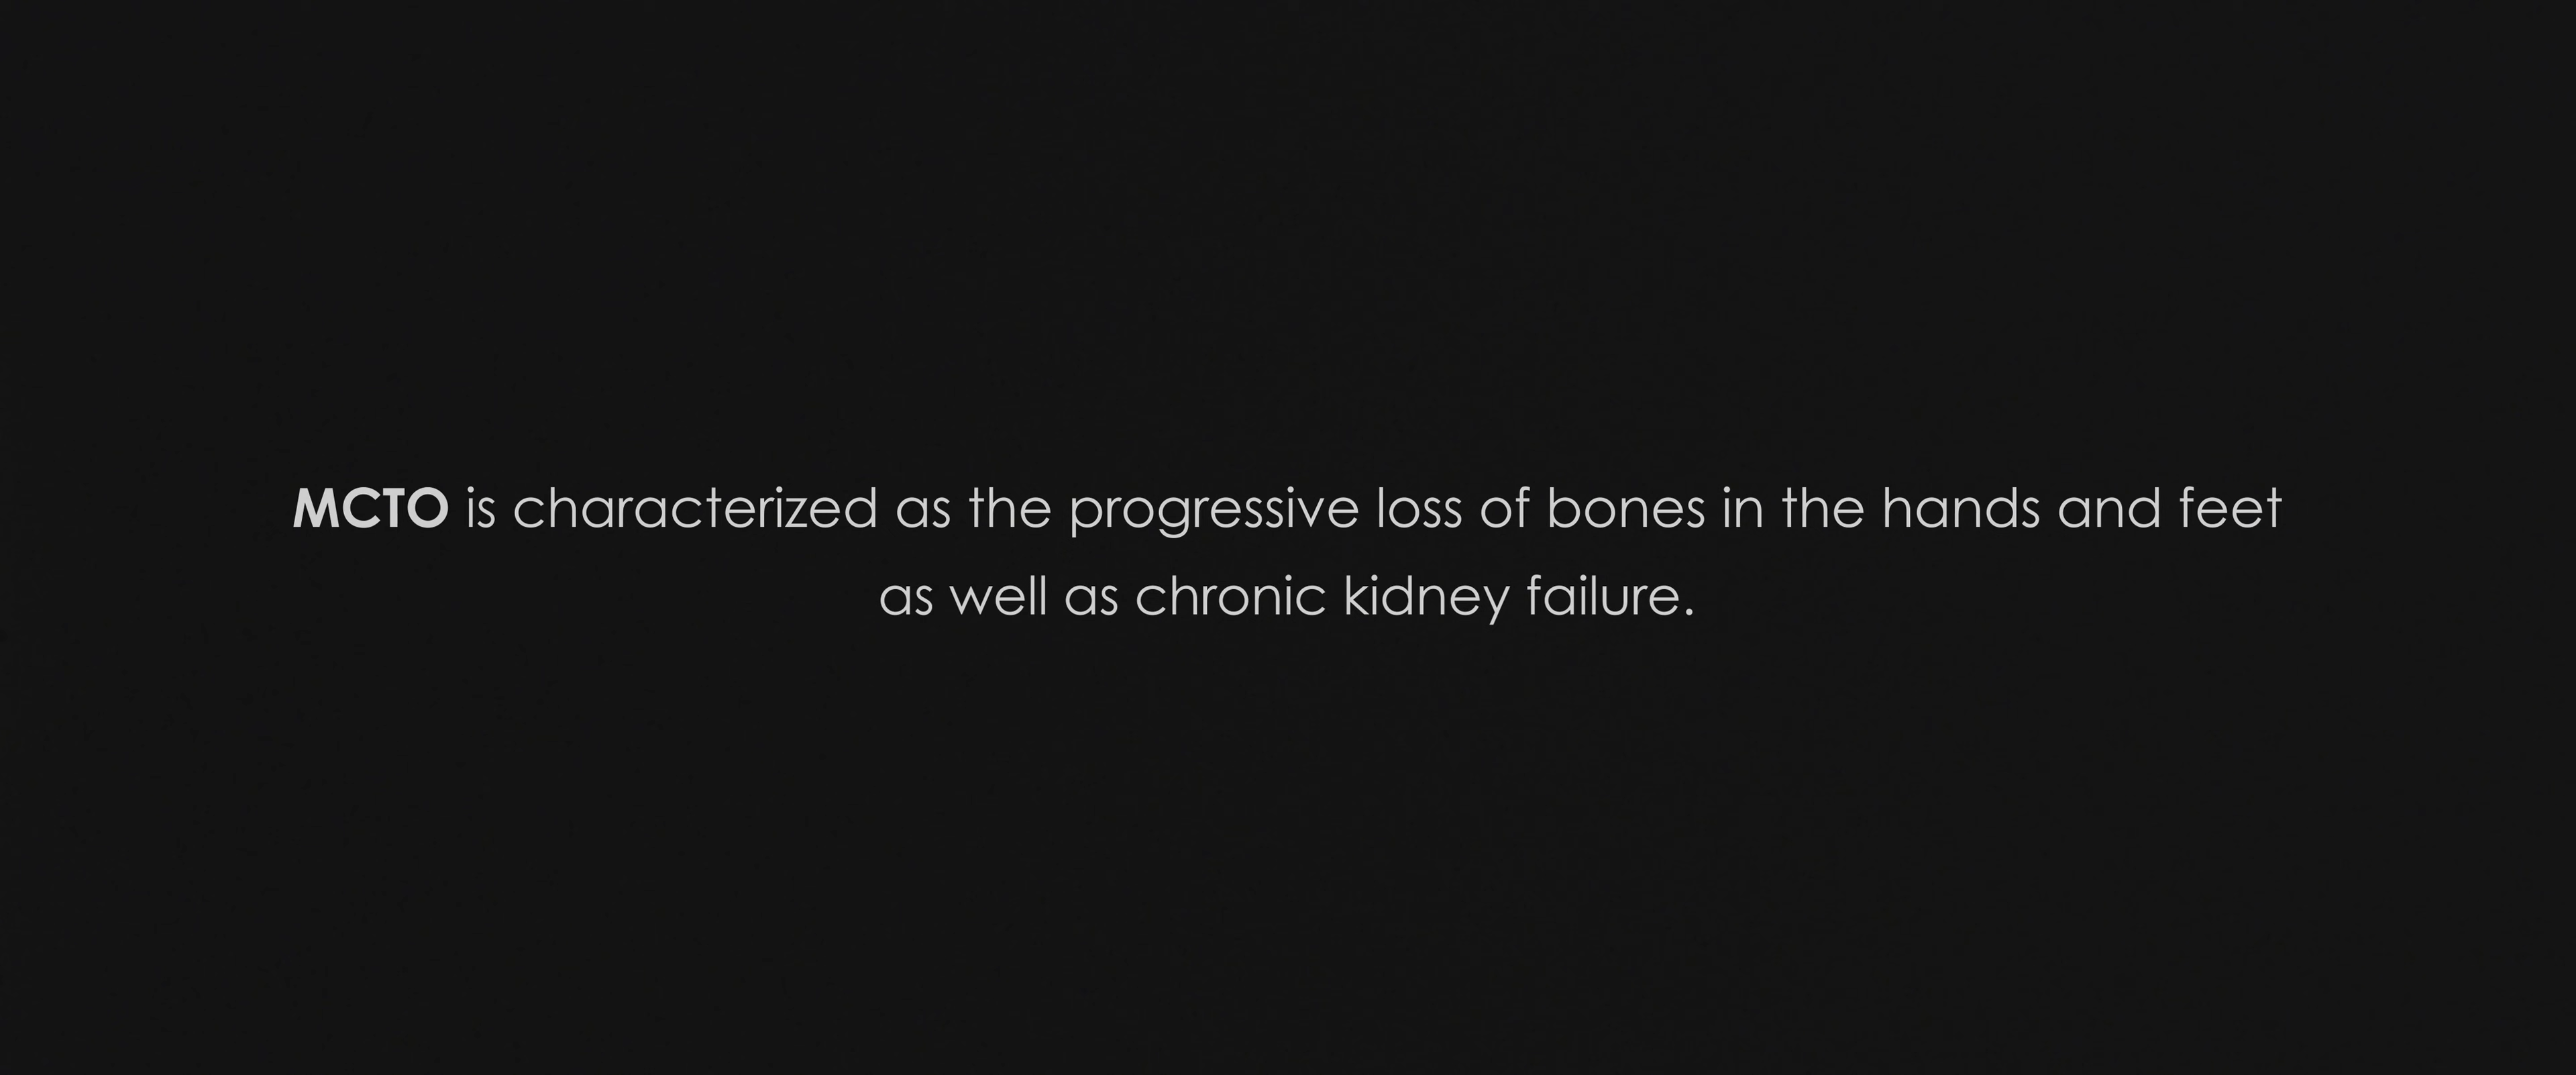 MCTO is characterized as the progressive loss of bones in the hands and feet
as well as chronic kidney failure.